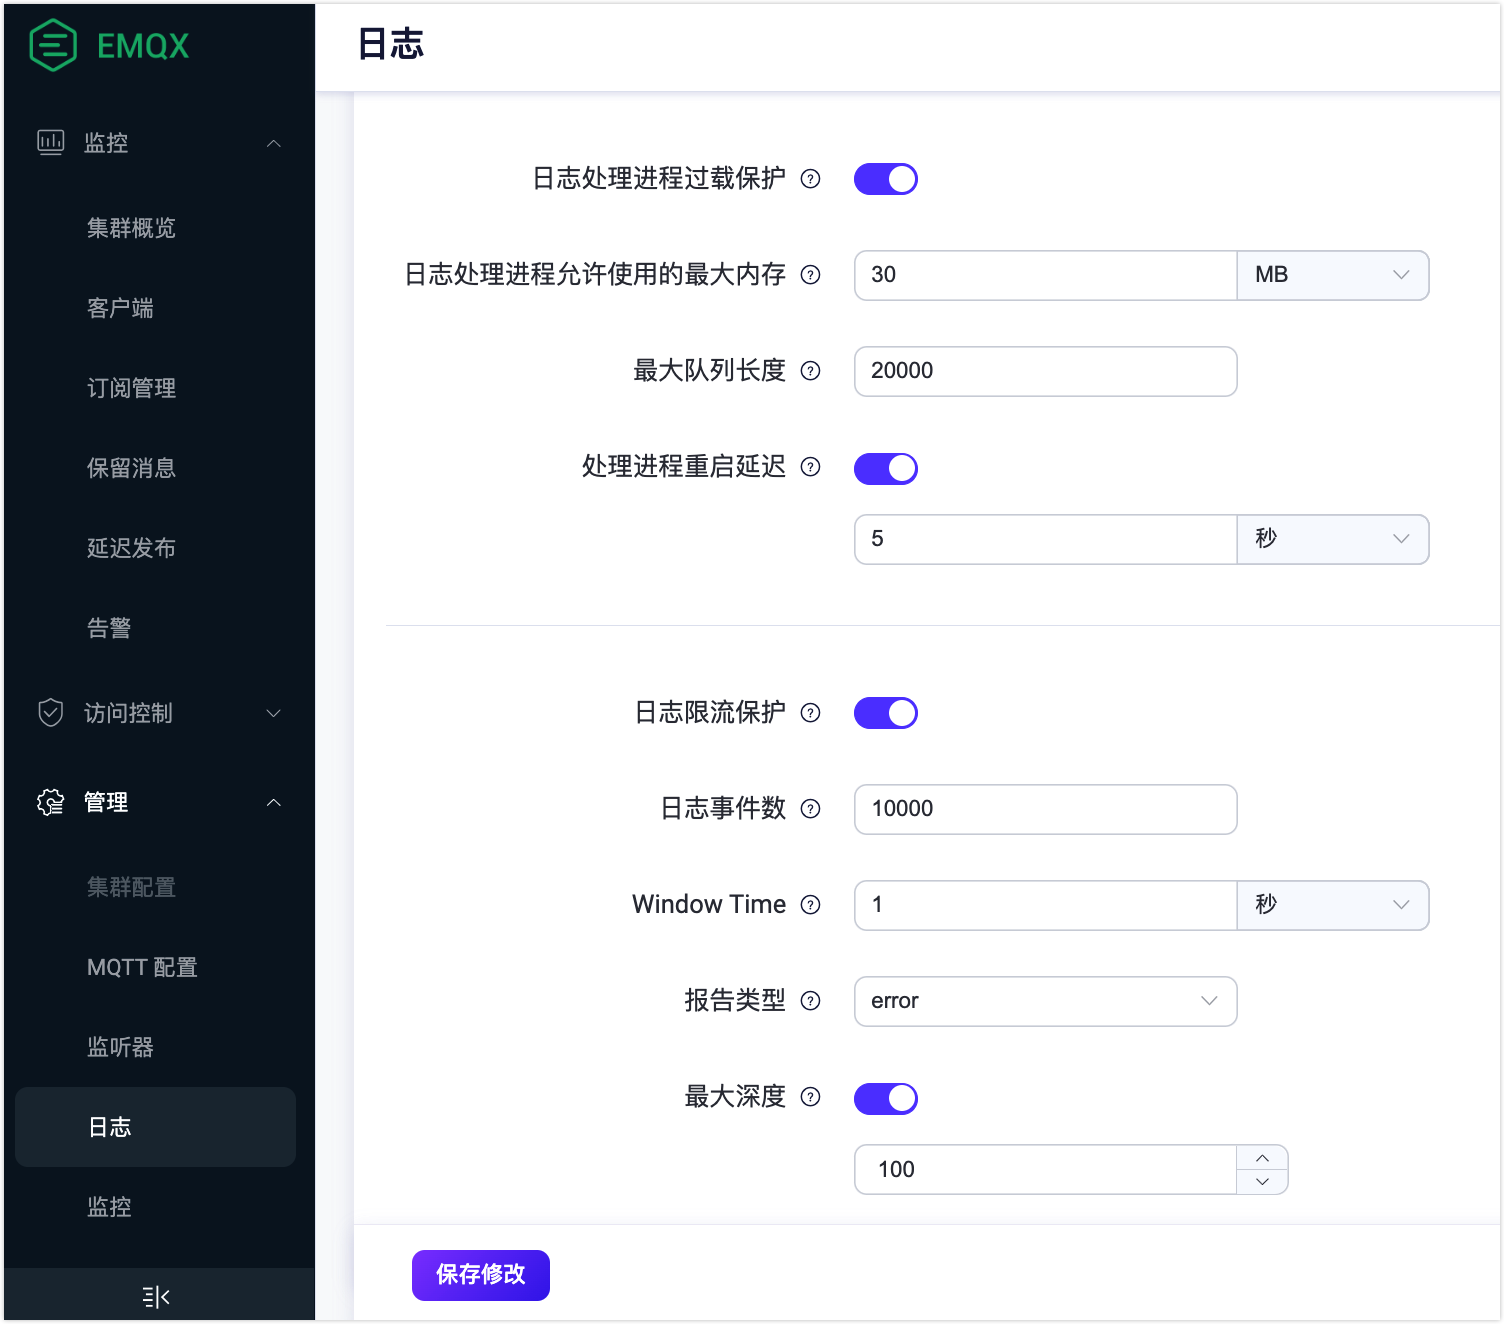 EMQX
监控
集群概览
客户端
订阅管理
保留消息
延迟发布
告警
访问控制
管理
集群配置
MQTT 配置
监听器
日志
监控
日志
日志处理进程过载保护
日志处理进程允许使用的最大内存 30 MB
最大队列长度 20000
处理进程重启延迟
5 秒
日志限流保护
日志事件数 10000
Window Time 1 秒
报告类型 error
最大深度
100
保存修改